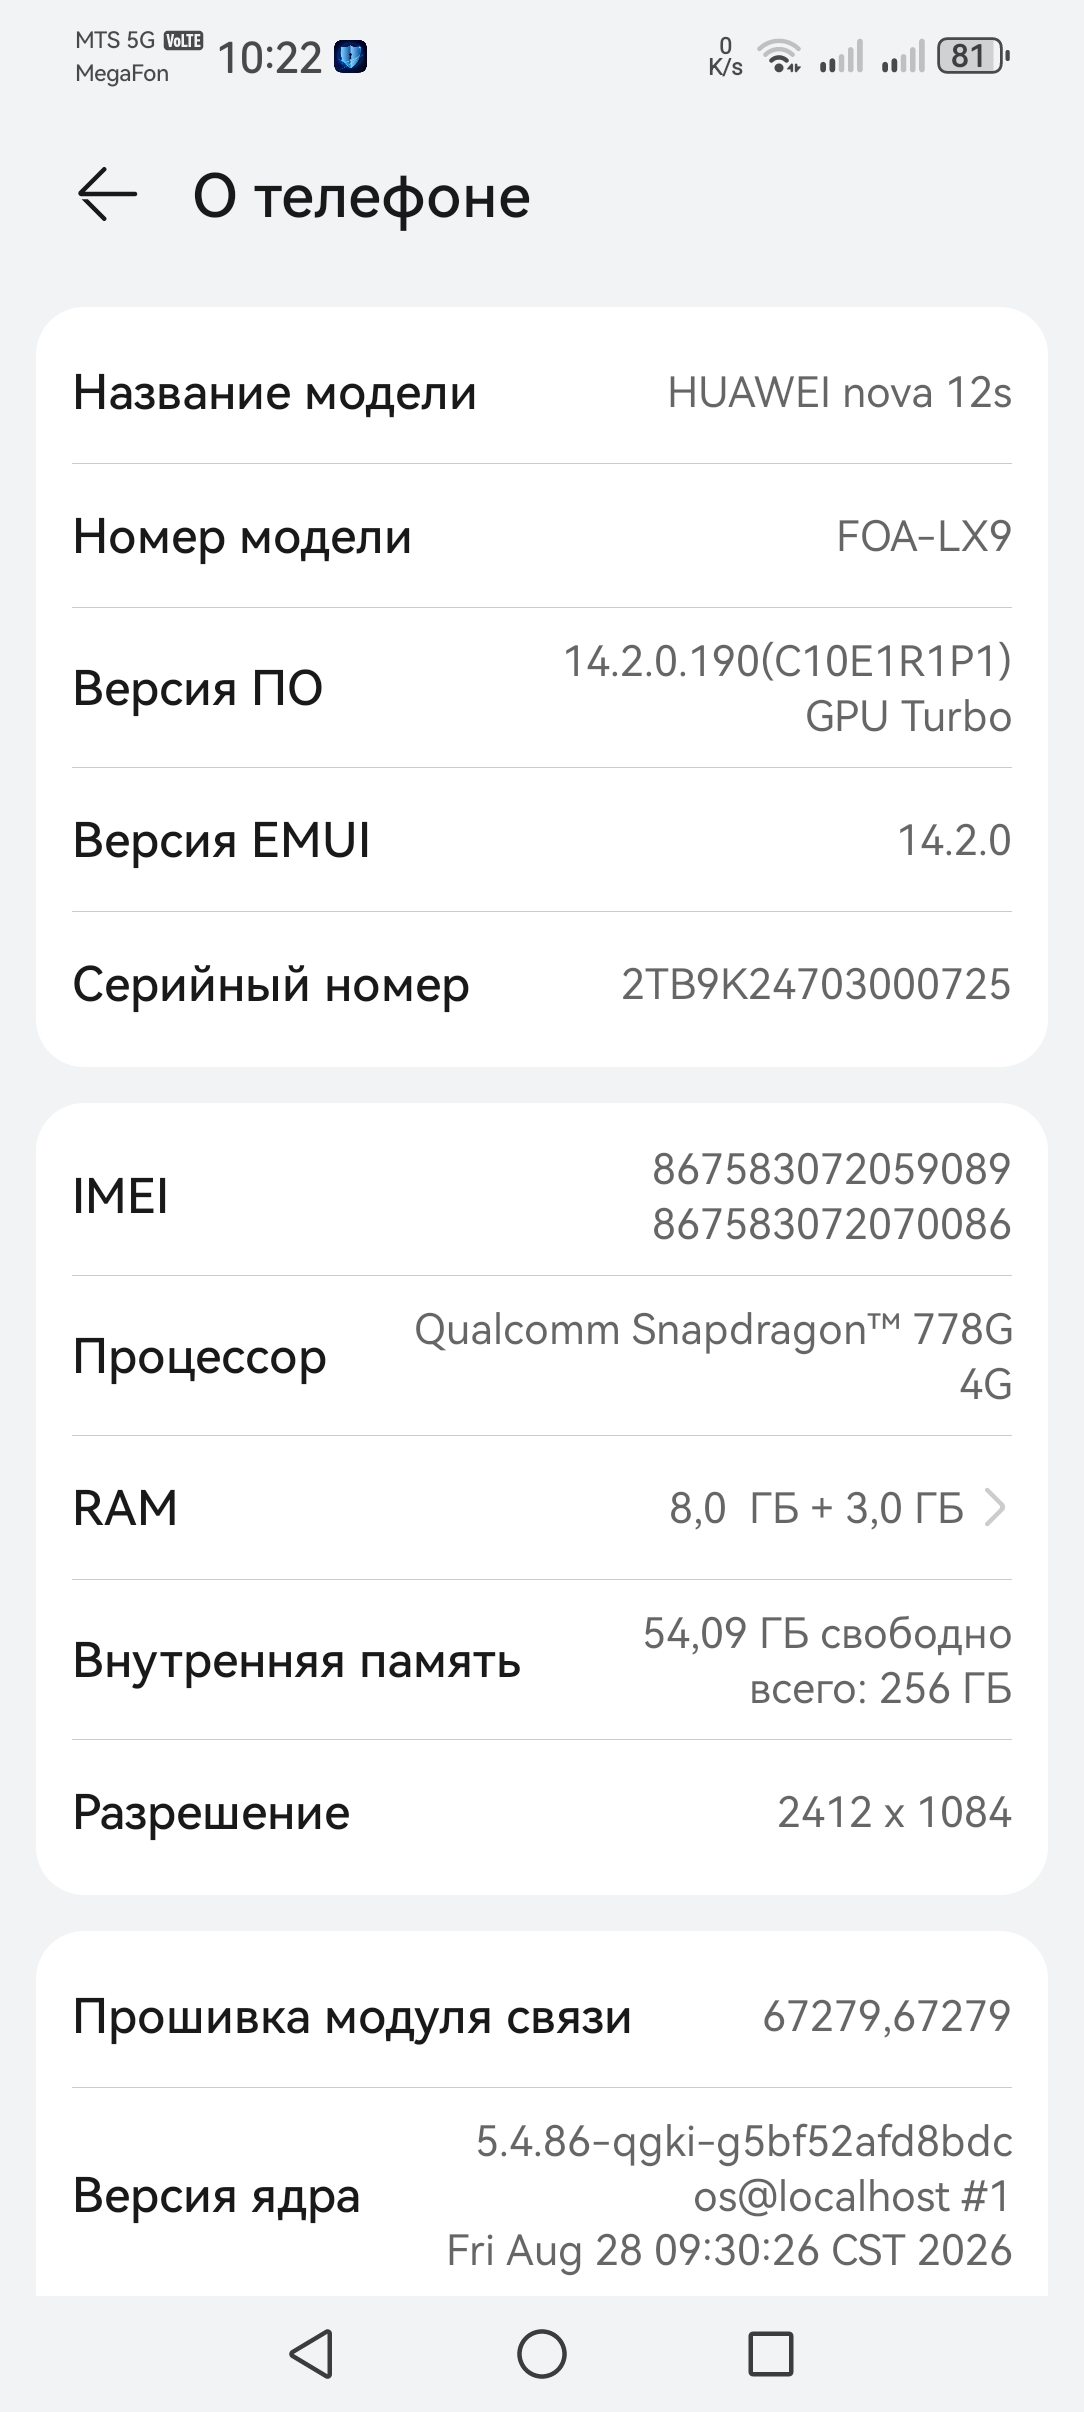 MTS 5G VoLTE
MegaFon
10:22
0
K/s
81
О телефоне
Название модели HUAWEI nova 12s
Номер модели FOA-LX9
Версия ПО 14.2.0.190(C10E1R1P1)
GPU Turbo
Версия EMUI 14.2.0
Серийный номер 2TB9K24703000725
IMEI 867583072059089
867583072070086
Процессор Qualcomm Snapdragon™ 778G
4G
RAM 8,0 ГБ + 3,0 ГБ
Внутренняя память 54,09 ГБ свободно
всего: 256 ГБ
Разрешение 2412 x 1084
Прошивка модуля связи 67279,67279
Версия ядра 5.4.86-qgki-g5bf52afd8bdc
os@localhost #1
Fri Aug 28 09:30:26 CST 2026